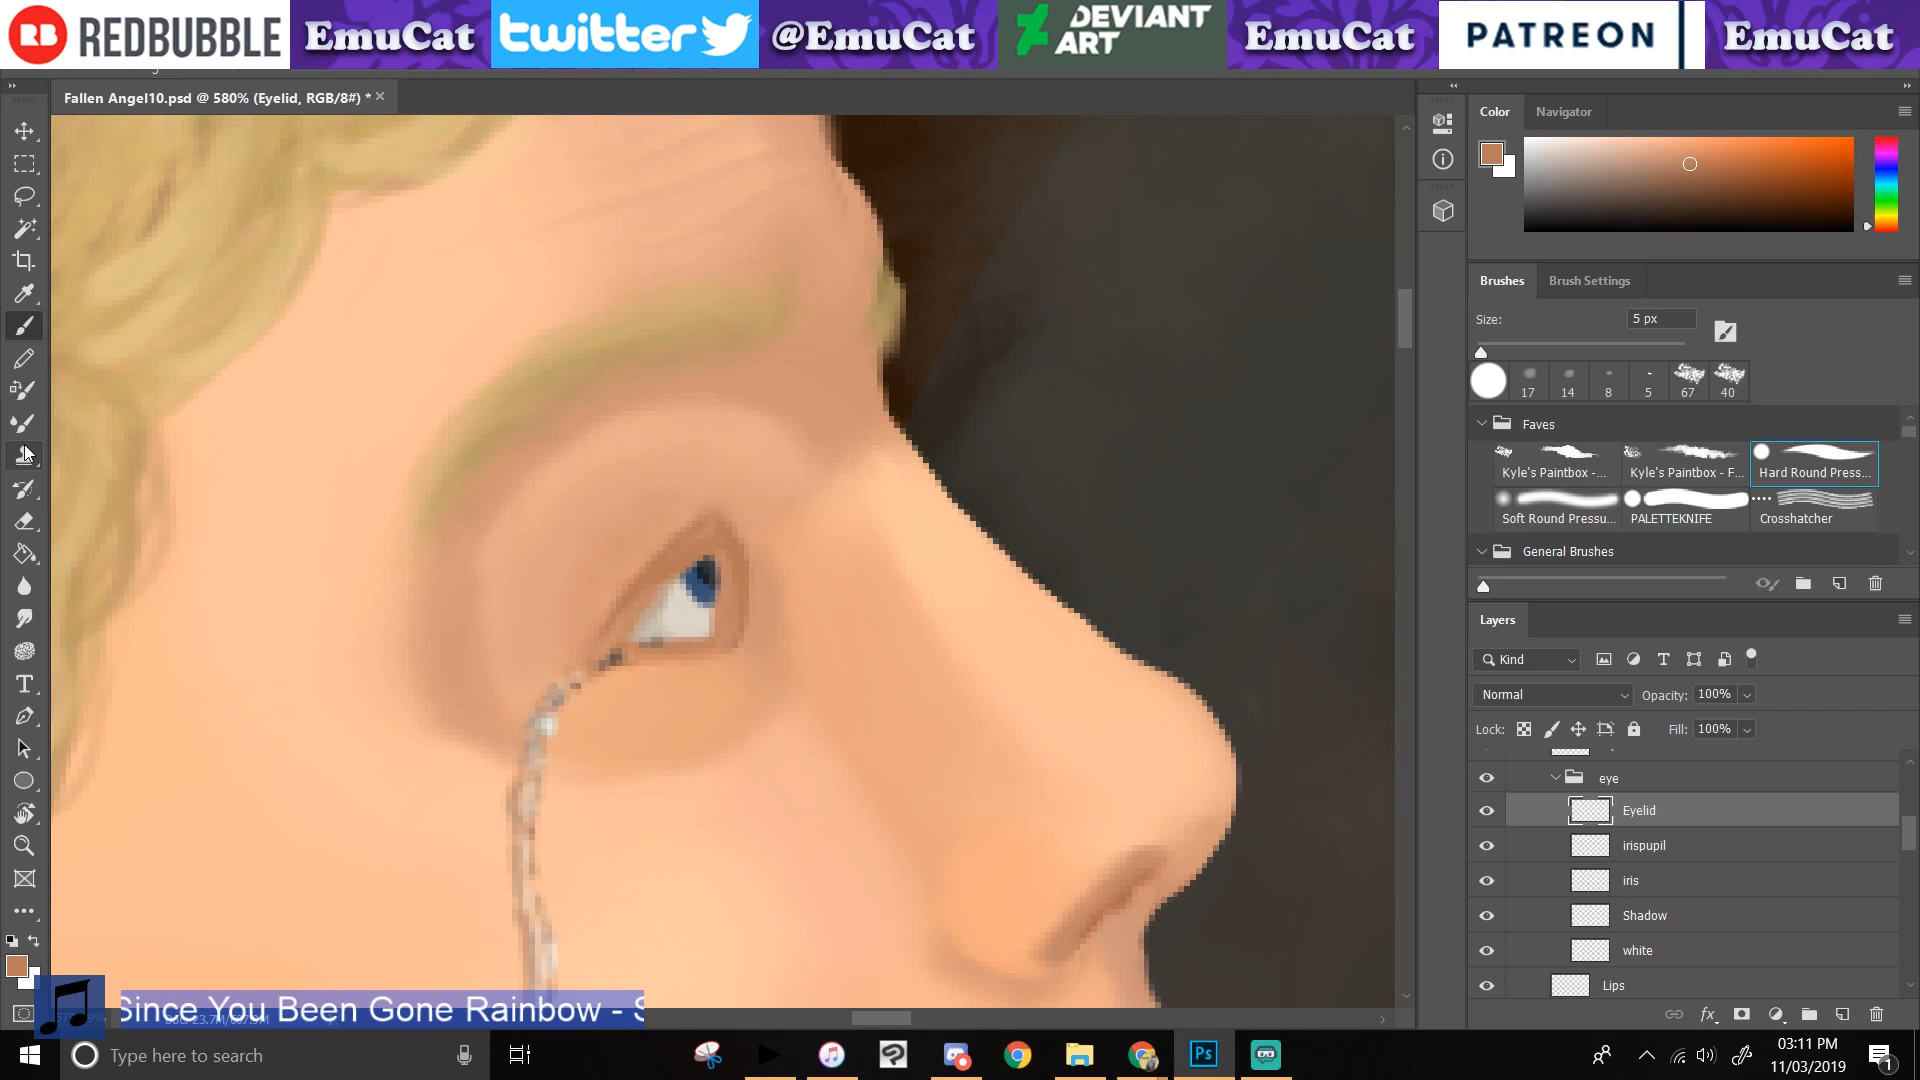 RB REDBUBBLE EmuCat twitter @EmuCat DEVIANT ART EmuCat PATREON EmuCat
Fallen Angel10.psd @ 580% (Eyelid, RGB/8#) *
Color Navigator
Brushes Brush Settings
Size: 5 px
17 14 8 5 67 40
Faves
Kyle's Paintbox -... Kyle's Paintbox - F... Hard Round Press...
Soft Round Pressu... PALETTEKNIFE Crosshatcher
General Brushes
Layers
Kind
Normal Opacity: 100%
Lock: Fill: 100%
eye
Eyelid
irispupil
iris
Shadow
white
Lips
Since You Been Gone Rainbow - S
Type here to search
Ps
03:11 PM
11/03/2019
1